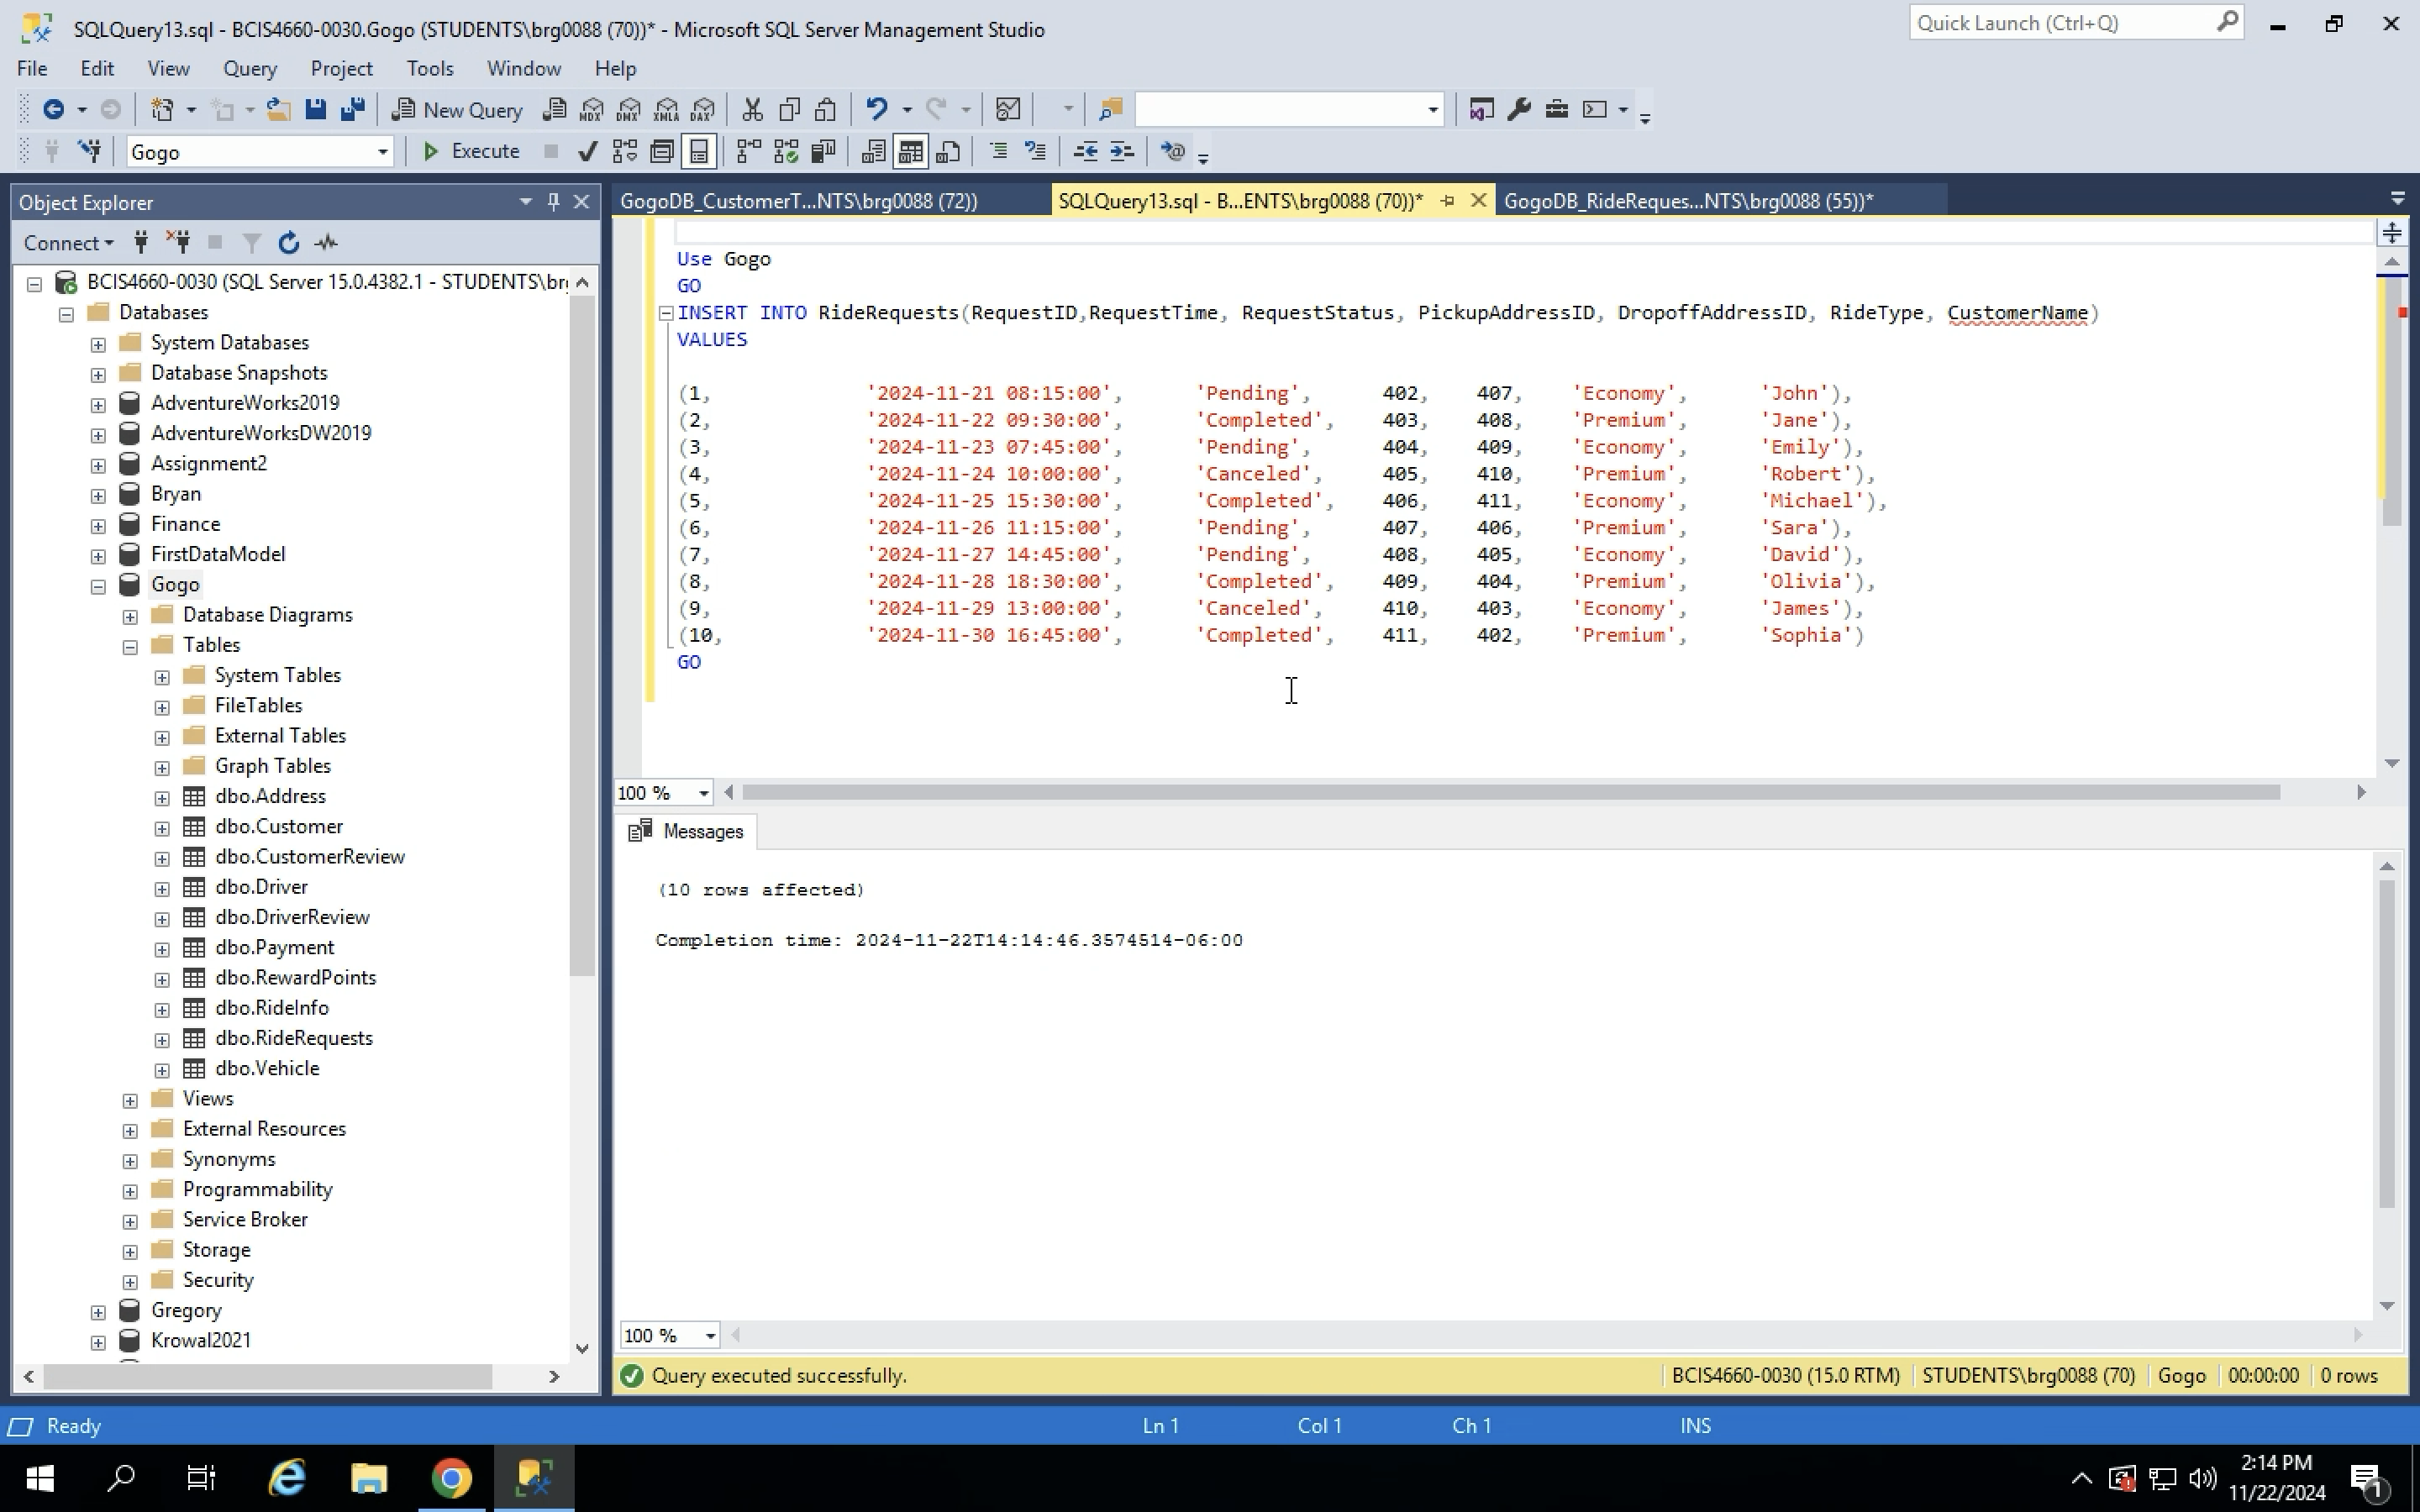 SQLQuery13.sql - BCIS4660-0030.Gogo (STUDENTS\brg0088 (70))* - Microsoft SQL Server Management Studio
Quick Launch (Ctrl+Q)
File Edit View Query Project Tools Window Help
New Query MDX DMX XMLA DAX
Gogo Execute
Object Explorer
GogoDB_CustomerT...NTS\brg0088 (72)) SQLQuery13.sql - B...ENTS\brg0088 (70))* GogoDB_RideReques...NTS\brg0088 (55))*
Connect
BCIS4660-0030 (SQL Server 15.0.4382.1 - STUDENTS\br
Databases
System Databases
Database Snapshots
AdventureWorks2019
AdventureWorksDW2019
Assignment2
Bryan
Finance
FirstDataModel
Gogo
Database Diagrams
Tables
System Tables
FileTables
External Tables
Graph Tables
dbo.Address
dbo.Customer
dbo.CustomerReview
dbo.Driver
dbo.DriverReview
dbo.Payment
dbo.RewardPoints
dbo.RideInfo
dbo.RideRequests
dbo.Vehicle
Views
External Resources
Synonyms
Programmability
Service Broker
Storage
Security
Gregory
Krowal2021
Use Gogo
GO
INSERT INTO RideRequests(RequestID,RequestTime, RequestStatus, PickupAddressID, DropoffAddressID, RideType, CustomerName)
VALUES
(1, '2024-11-21 08:15:00', 'Pending', 402, 407, 'Economy', 'John'),
(2, '2024-11-22 09:30:00', 'Completed', 403, 408, 'Premium', 'Jane'),
(3, '2024-11-23 07:45:00', 'Pending', 404, 409, 'Economy', 'Emily'),
(4, '2024-11-24 10:00:00', 'Canceled', 405, 410, 'Premium', 'Robert'),
(5, '2024-11-25 15:30:00', 'Completed', 406, 411, 'Economy', 'Michael'),
(6, '2024-11-26 11:15:00', 'Pending', 407, 406, 'Premium', 'Sara'),
(7, '2024-11-27 14:45:00', 'Pending', 408, 405, 'Economy', 'David'),
(8, '2024-11-28 18:30:00', 'Completed', 409, 404, 'Premium', 'Olivia'),
(9, '2024-11-29 13:00:00', 'Canceled', 410, 403, 'Economy', 'James'),
(10, '2024-11-30 16:45:00', 'Completed', 411, 402, 'Premium', 'Sophia')
GO
100 %
Messages
(10 rows affected)
Completion time: 2024-11-22T14:14:46.3574514-06:00
100 %
Query executed successfully. BCIS4660-0030 (15.0 RTM) STUDENTS\brg0088 (70) Gogo 00:00:00 0 rows
Ready Ln 1 Col 1 Ch 1 INS
2:14 PM
11/22/2024
1